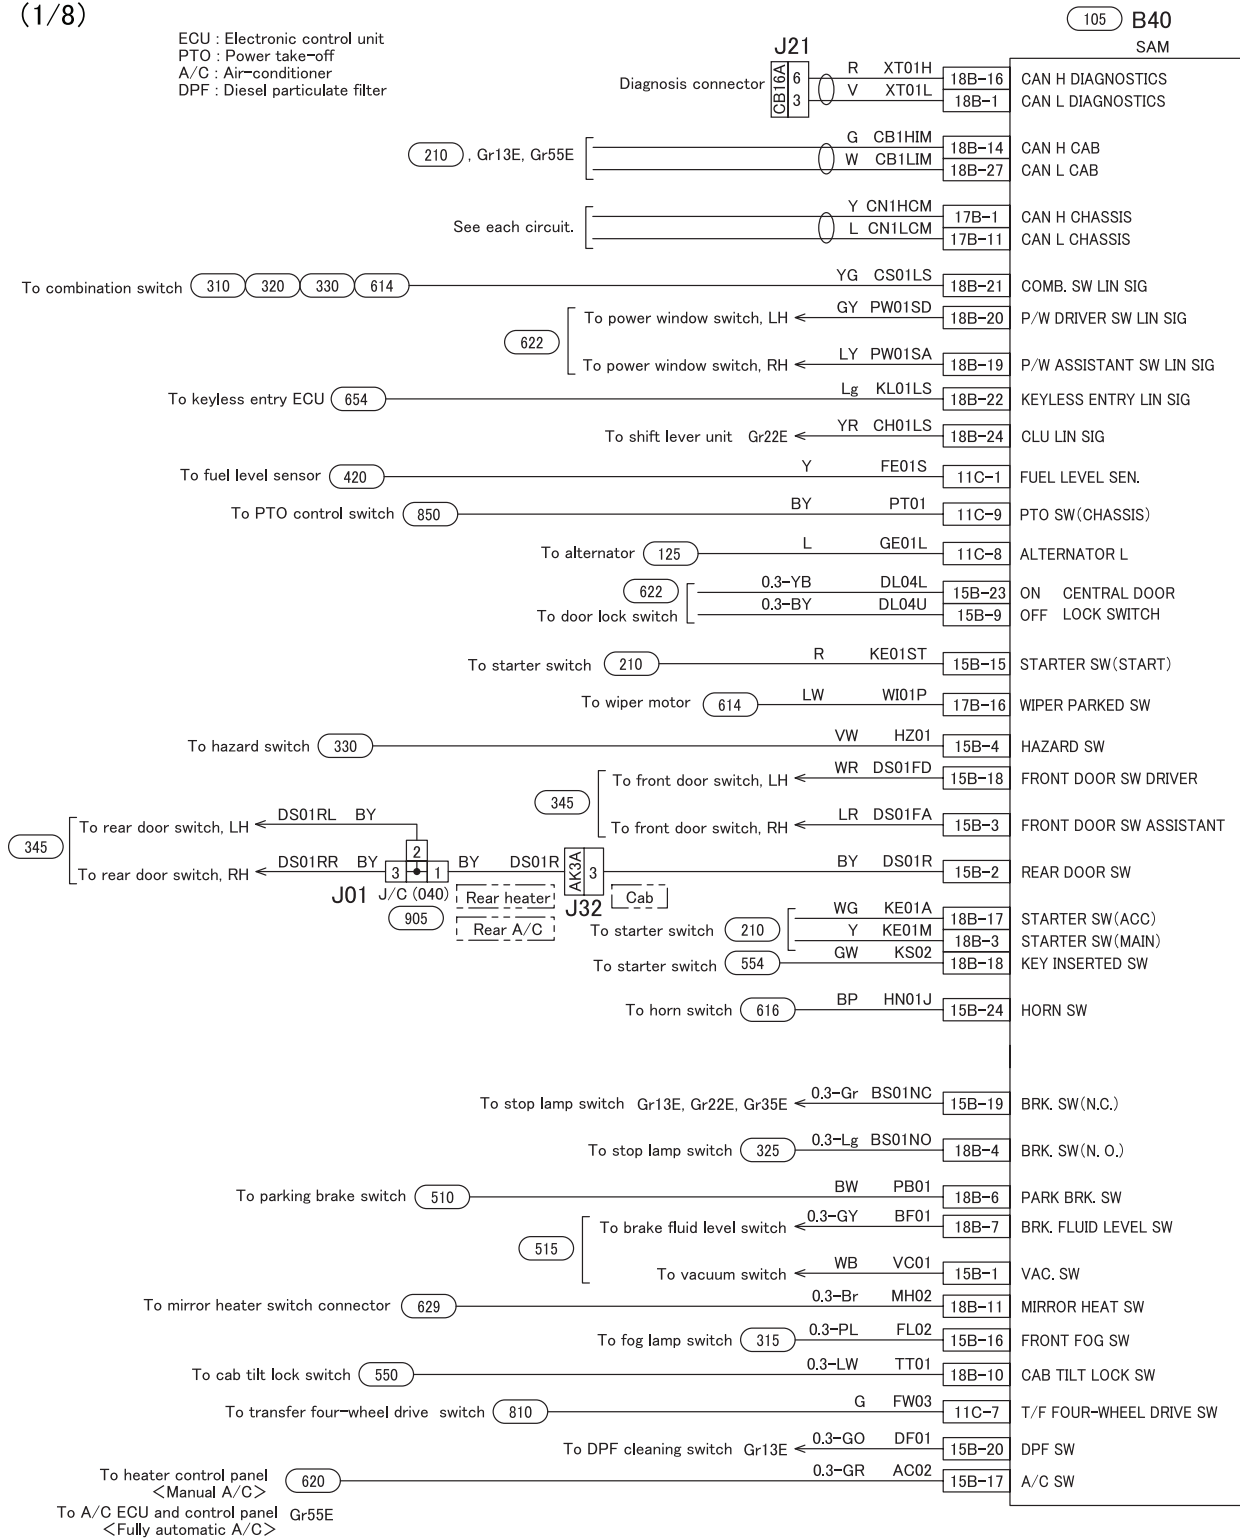 (1/8)
ECU : Electronic control unit
PTO : Power take-off
A/C : Air-conditioner
DPF : Diesel particulate filter
105 B40
SAM
J21
Diagnosis connector CB16A 6 R XT01H 18B-16 CAN H DIAGNOSTICS
3 V XT01L 18B-1 CAN L DIAGNOSTICS
210 , Gr13E, Gr55E G CB1HIM 18B-14 CAN H CAB
W CB1LIM 18B-27 CAN L CAB
See each circuit. Y CN1HCM 17B-1 CAN H CHASSIS
L CN1LCM 17B-11 CAN L CHASSIS
To combination switch 310 320 330 614 YG CS01LS 18B-21 COMB. SW LIN SIG
622 To power window switch, LH GY PW01SD 18B-20 P/W DRIVER SW LIN SIG
To power window switch, RH LY PW01SA 18B-19 P/W ASSISTANT SW LIN SIG
To keyless entry ECU 654 Lg KL01LS 18B-22 KEYLESS ENTRY LIN SIG
To shift lever unit Gr22E YR CH01LS 18B-24 CLU LIN SIG
To fuel level sensor 420 Y FE01S 11C-1 FUEL LEVEL SEN.
To PTO control switch 850 BY PT01 11C-9 PTO SW(CHASSIS)
To alternator 125 L GE01L 11C-8 ALTERNATOR L
622 0.3-YB DL04L 15B-23 ON CENTRAL DOOR
To door lock switch 0.3-BY DL04U 15B-9 OFF LOCK SWITCH
To starter switch 210 R KE01ST 15B-15 STARTER SW(START)
To wiper motor 614 LW WI01P 17B-16 WIPER PARKED SW
To hazard switch 330 VW HZ01 15B-4 HAZARD SW
345 To front door switch, LH WR DS01FD 15B-18 FRONT DOOR SW DRIVER
To front door switch, RH LR DS01FA 15B-3 FRONT DOOR SW ASSISTANT
345 To rear door switch, LH DS01RL BY 2
To rear door switch, RH DS01RR BY 3 1 BY DS01R AK3A 3 BY DS01R 15B-2 REAR DOOR SW
J01 J/C (040) Rear heater J32 Cab
905 Rear A/C
To starter switch 210 WG KE01A 18B-17 STARTER SW(ACC)
Y KE01M 18B-3 STARTER SW(MAIN)
To starter switch 554 GW KS02 18B-18 KEY INSERTED SW
To horn switch 616 BP HN01J 15B-24 HORN SW
To stop lamp switch Gr13E, Gr22E, Gr35E 0.3-Gr BS01NC 15B-19 BRK. SW(N.C.)
To stop lamp switch 325 0.3-Lg BS01NO 18B-4 BRK. SW(N. O.)
To parking brake switch 510 BW PB01 18B-6 PARK BRK. SW
515 To brake fluid level switch 0.3-GY BF01 18B-7 BRK. FLUID LEVEL SW
To vacuum switch WB VC01 15B-1 VAC. SW
To mirror heater switch connector 629 0.3-Br MH02 18B-11 MIRROR HEAT SW
To fog lamp switch 315 0.3-PL FL02 15B-16 FRONT FOG SW
To cab tilt lock switch 550 0.3-LW TT01 18B-10 CAB TILT LOCK SW
To transfer four-wheel drive switch 810 G FW03 11C-7 T/F FOUR-WHEEL DRIVE SW
To DPF cleaning switch Gr13E 0.3-GO DF01 15B-20 DPF SW
To heater control panel 620 0.3-GR AC02 15B-17 A/C SW
<Manual A/C>
To A/C ECU and control panel Gr55E
<Fully automatic A/C>